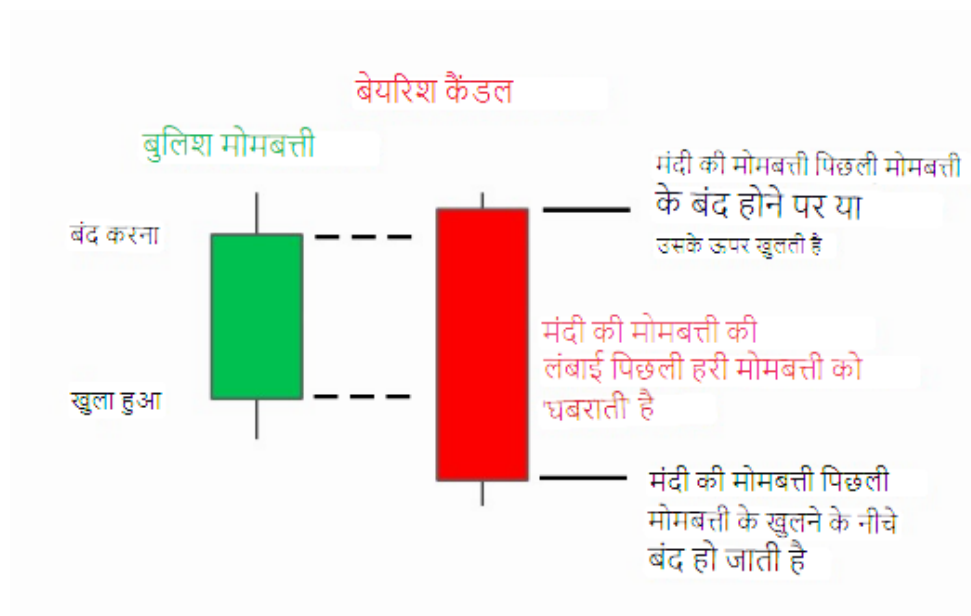 बेयरिश कैंडल
बुलिश मोमबत्ती
मंदी की मोमबत्ती पिछली मोमबत्ती
के बंद होने पर या
उसके ऊपर खुलती है
बंद करना
मंदी की मोमबत्ती की
लंबाई पिछली हरी मोमबत्ती को
घबराती है
खुला हुआ
मंदी की मोमबत्ती पिछली
मोमबत्ती के खुलने के नीचे
बंद हो जाती है